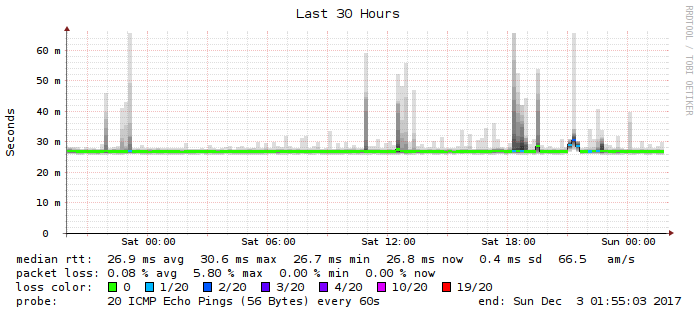 Last 30 Hours
RRDTOOL / TOBI OETIKER
Seconds
60 m
50 m
40 m
30 m
20 m
10 m
0
Sat 00:00 Sat 06:00 Sat 12:00 Sat 18:00 Sun 00:00
median rtt: 26.9 ms avg 30.6 ms max 26.7 ms min 26.8 ms now 0.4 ms sd 66.5 am/s
packet loss: 0.08 % avg 5.80 % max 0.00 % min 0.00 % now
loss color: 0 1/20 2/20 3/20 4/20 10/20 19/20
probe: 20 ICMP Echo Pings (56 Bytes) every 60s end: Sun Dec 3 01:55:03 2017